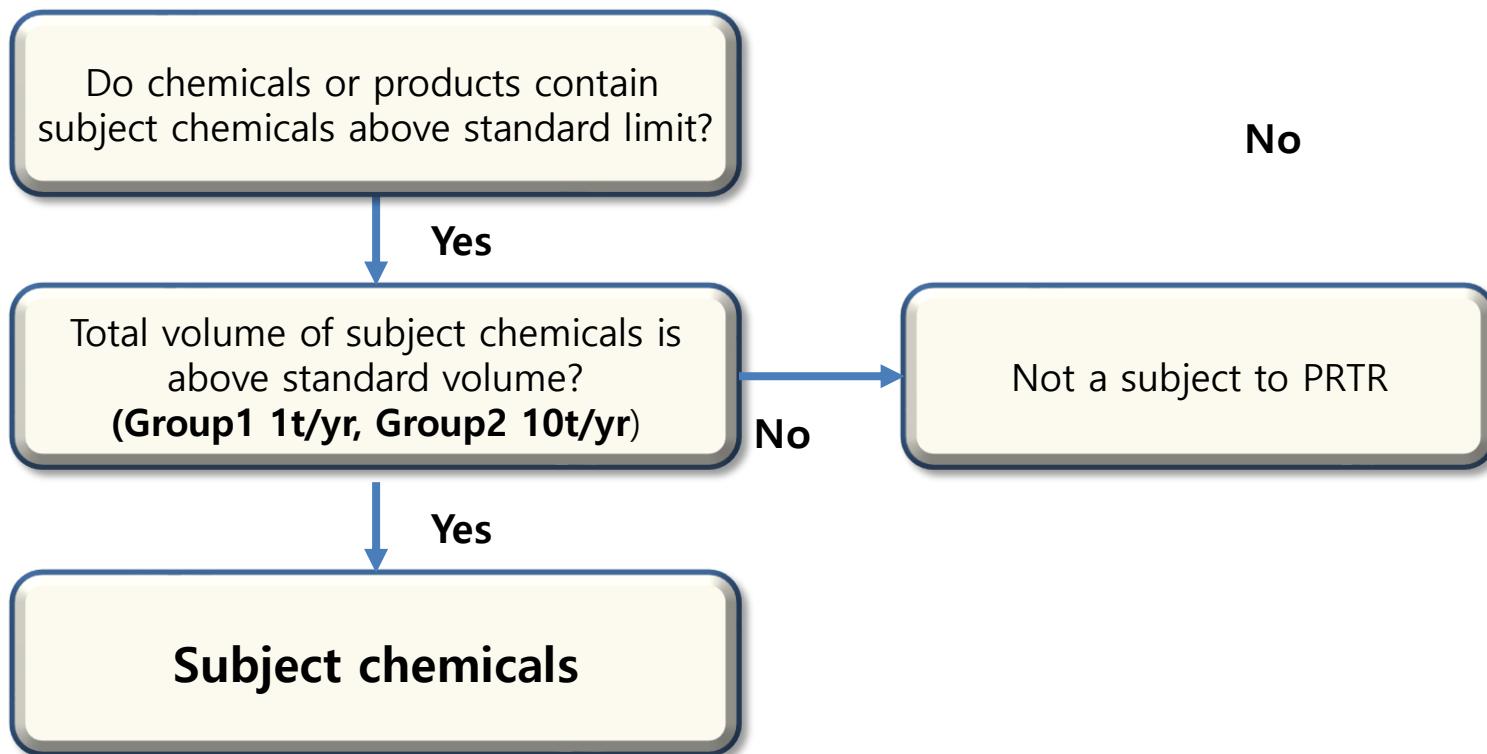 Do chemicals or products contain
subject chemicals above standard limit?
No
Yes
Total volume of subject chemicals is
above standard volume?
(Group1 1t/yr, Group2 10t/yr)
No
Not a subject to PRTR
Yes
Subject chemicals